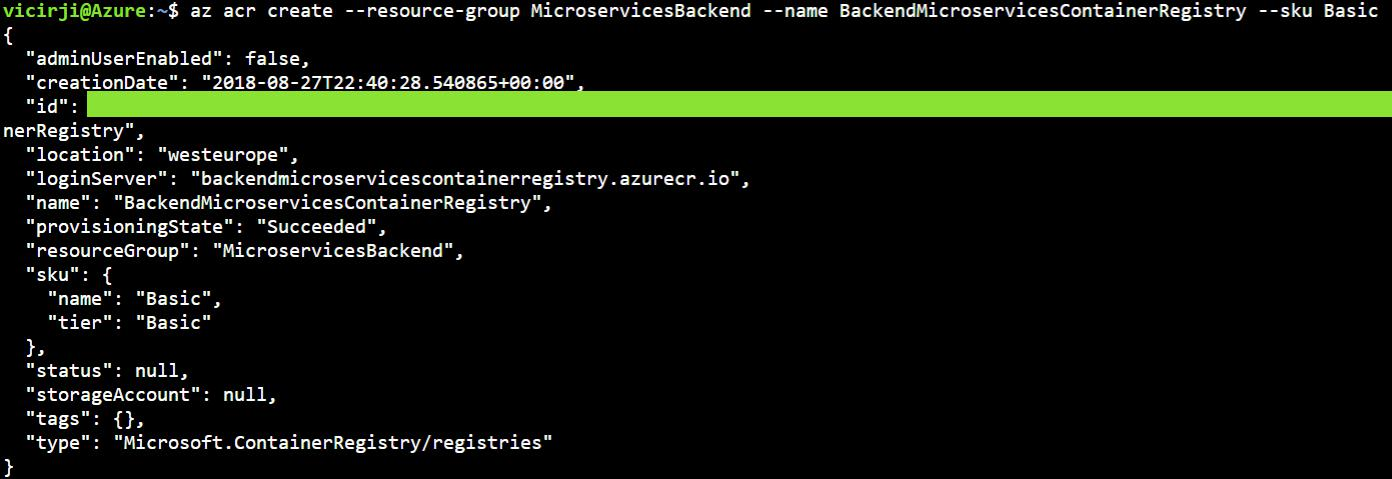 vicirji@Azure:~$ az acr create --resource-group MicroservicesBackend --name BackendMicroservicesContainerRegistry --sku Basic
{
  "adminUserEnabled": false,
  "creationDate": "2018-08-27T22:40:28.540865+00:00",
  "id":
nerRegistry",
  "location": "westeurope",
  "loginServer": "backendmicroservicescontainerregistry.azurecr.io",
  "name": "BackendMicroservicesContainerRegistry",
  "provisioningState": "Succeeded",
  "resourceGroup": "MicroservicesBackend",
  "sku": {
    "name": "Basic",
    "tier": "Basic"
  },
  "status": null,
  "storageAccount": null,
  "tags": {},
  "type": "Microsoft.ContainerRegistry/registries"
}